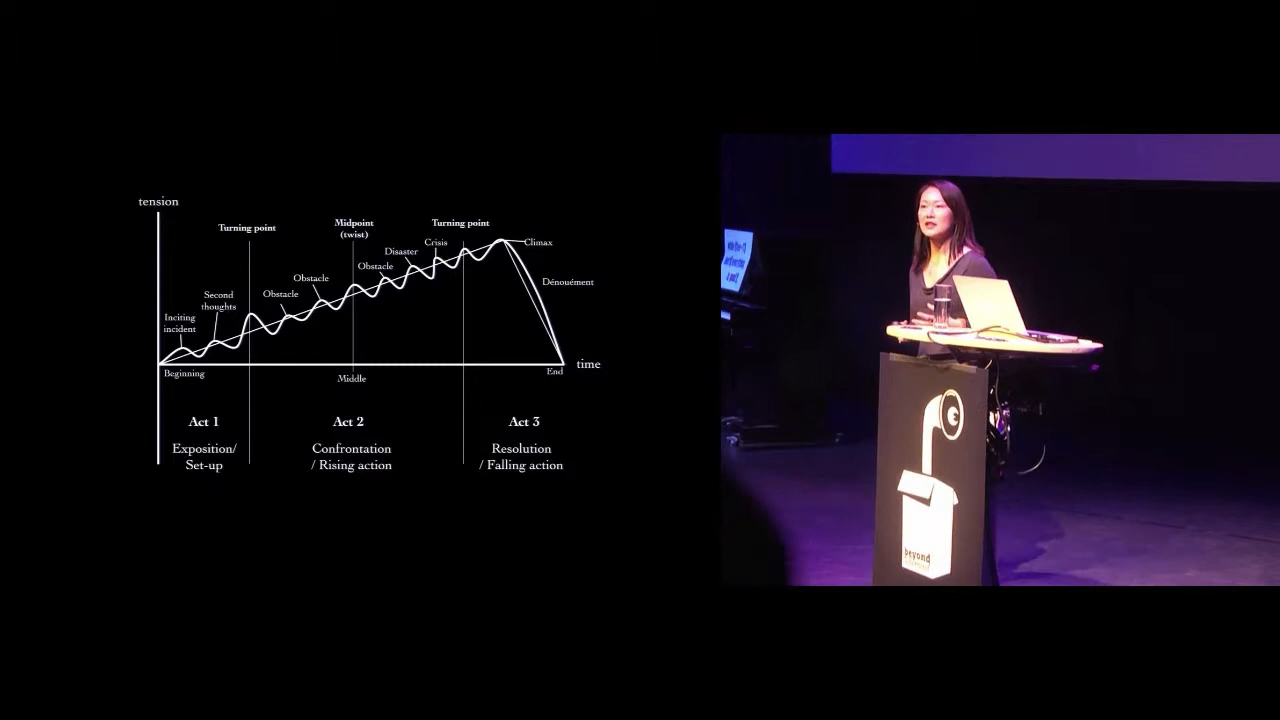 tension
Turning point
Midpoint
(twist)
Turning point
Crisis
Climax
Disaster
Obstacle
Obstacle
Dénouément
Second
thoughts
Obstacle
Inciting
incident
time
Beginning
Middle
End
Act 1
Act 2
Act 3
Exposition/
Set-up
Confrontation
/ Rising action
Resolution
/ Falling action
beyond